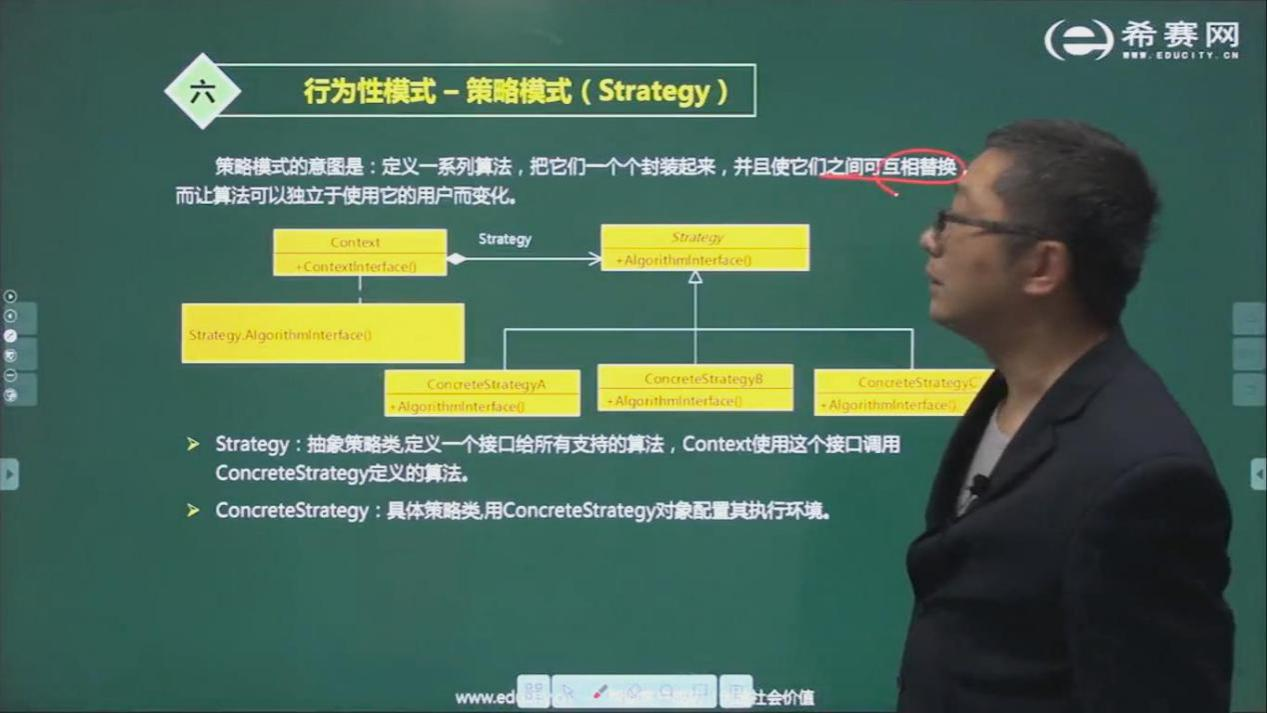 希赛网
WWW.EDUCITY.CN
六
行为性模式 – 策略模式（Strategy）
策略模式的意图是：定义一系列算法，把它们一个个封装起来，并且使它们之间可互相替换，
而让算法可以独立于使用它的用户而变化。
Context
+ContextInterface()
Strategy
Strategy
+AlgorithmInterface()
Strategy.AlgorithmInterface()
ConcreteStrategyA
+AlgorithmInterface()
ConcreteStrategyB
+AlgorithmInterface()
ConcreteStrategyC
+AlgorithmInterface()
Strategy：抽象策略类,定义一个接口给所有支持的算法，Context使用这个接口调用
ConcreteStrategy定义的算法。
ConcreteStrategy：具体策略类,用ConcreteStrategy对象配置其执行环境。
社会价值